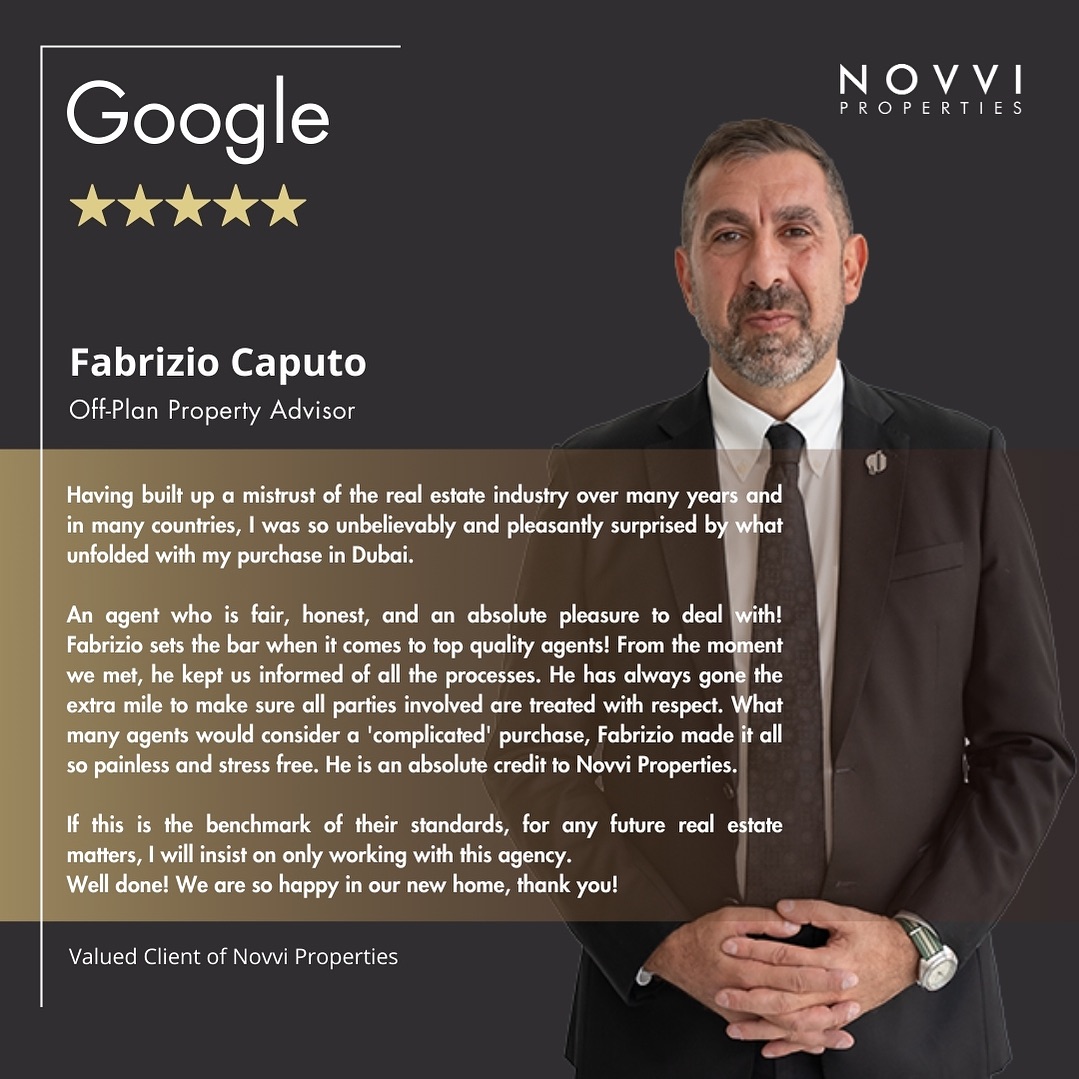 Google
NOVVI
PROPERTIES
Fabrizio Caputo
Off-Plan Property Advisor
Having built up a mistrust of the real estate industry over many years and
in many countries, I was so unbelievably and pleasantly surprised by what
unfolded with my purchase in Dubai.
An agent who is fair, honest, and an absolute pleasure to deal with!
Fabrizio sets the bar when it comes to top quality agents! From the moment
we met, he kept us informed of all the processes. He has always gone the
extra mile to make sure all parties involved are treated with respect. What
many agents would consider a 'complicated' purchase, Fabrizio made it all
so painless and stress free. He is an absolute credit to Novvi Properties.
If this is the benchmark of their standards, for any future real estate
matters, I will insist on only working with this agency.
Well done! We are so happy in our new home, thank you!
Valued Client of Novvi Properties